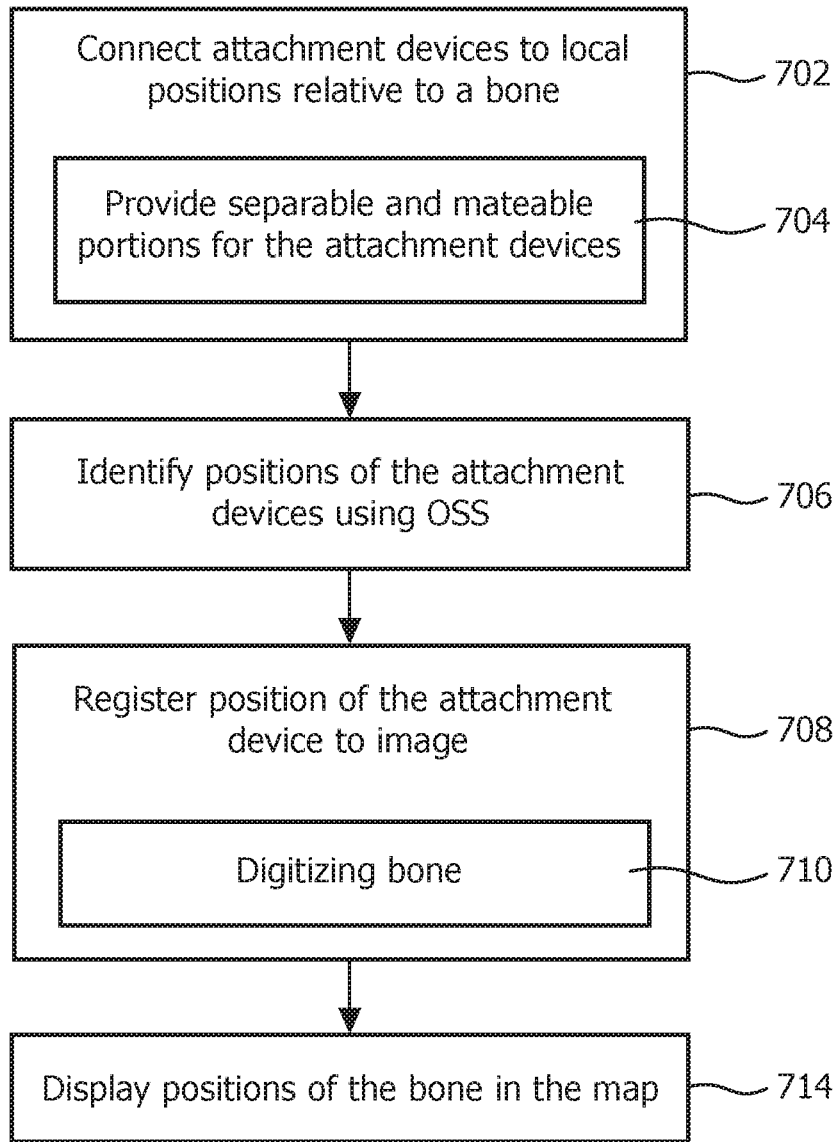 Connect attachment devices to local
positions relative to a bone
702
Provide separable and mateable
portions for the attachment devices
704
Identify positions of the attachment
devices using OSS
706
Register position of the attachment
device to image
708
Digitizing bone
710
Display positions of the bone in the map
714